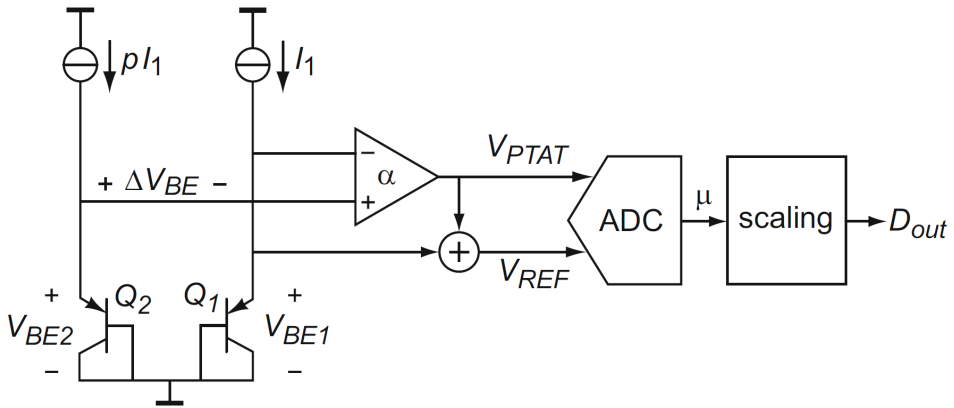 pI1
I1
+ ΔVBE −
−
α
+
VPTAT
ADC
μ
scaling
Dout
+
VREF
+
VBE2
−
Q2
Q1
+
VBE1
−